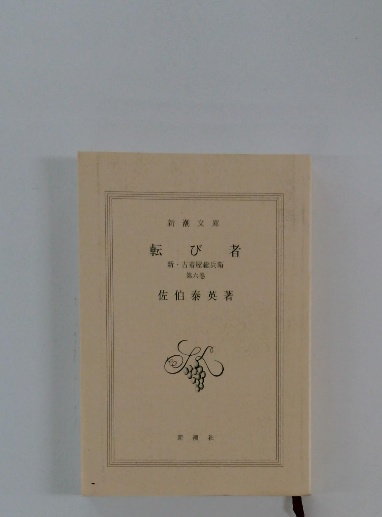 新潮文庫
転び者
新・古着屋総兵衛
第六巻
佐伯泰英著
新潮社